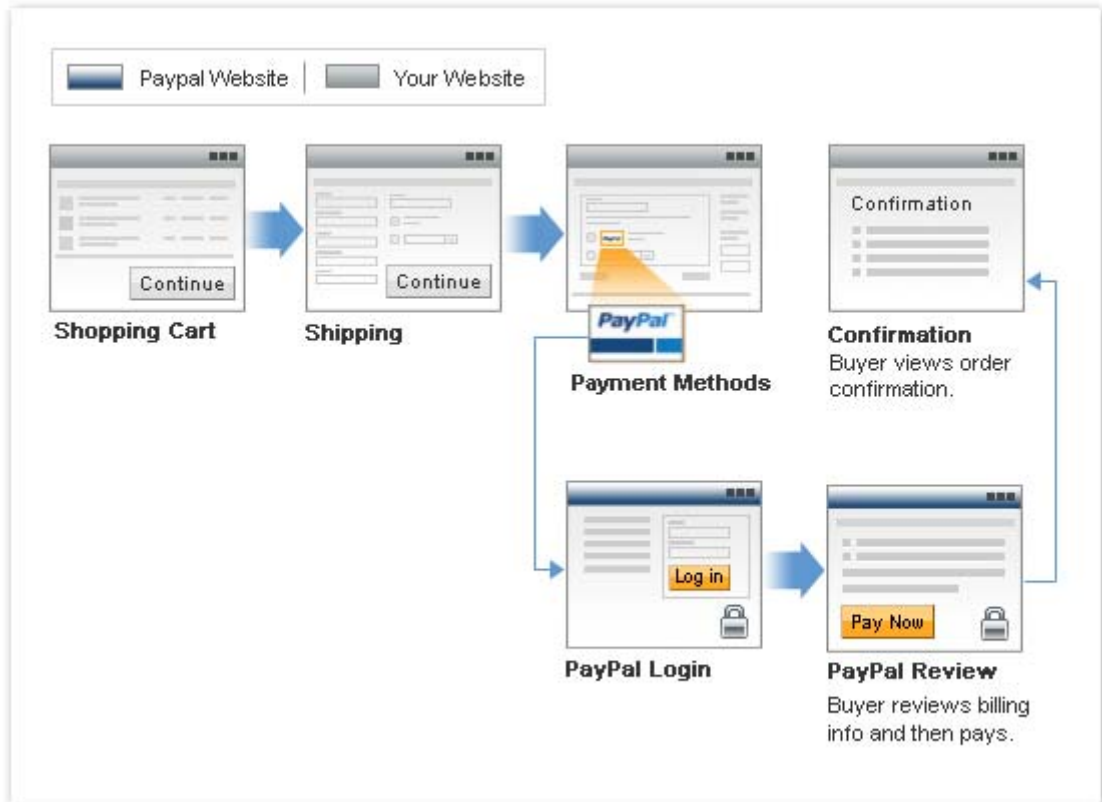 Paypal Website
Your Website
Continue
Shopping Cart
Continue
Shipping
PayPal
PayPal
Payment Methods
Confirmation
Confirmation
Buyer views order
confirmation.
Log in
PayPal Login
Pay Now
PayPal Review
Buyer reviews billing
info and then pays.